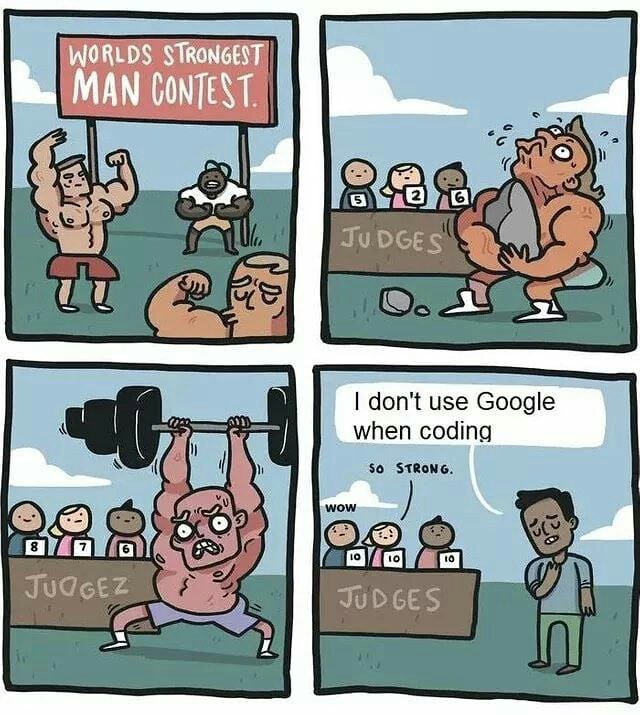 WORLDS STRONGEST
MAN CONTEST.
5
2
6
JUDGES
8
7
6
JUDGEZ
I don't use Google
when coding
SO STRONG.
WOW
10
10
10
JUDGES